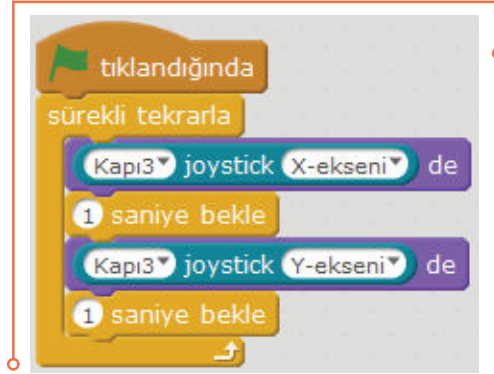 tıklandığında
sürekli tekrarla
Kapı3 joystick X-ekseni de
1 saniye bekle
Kapı3 joystick Y-ekseni de
1 saniye bekle